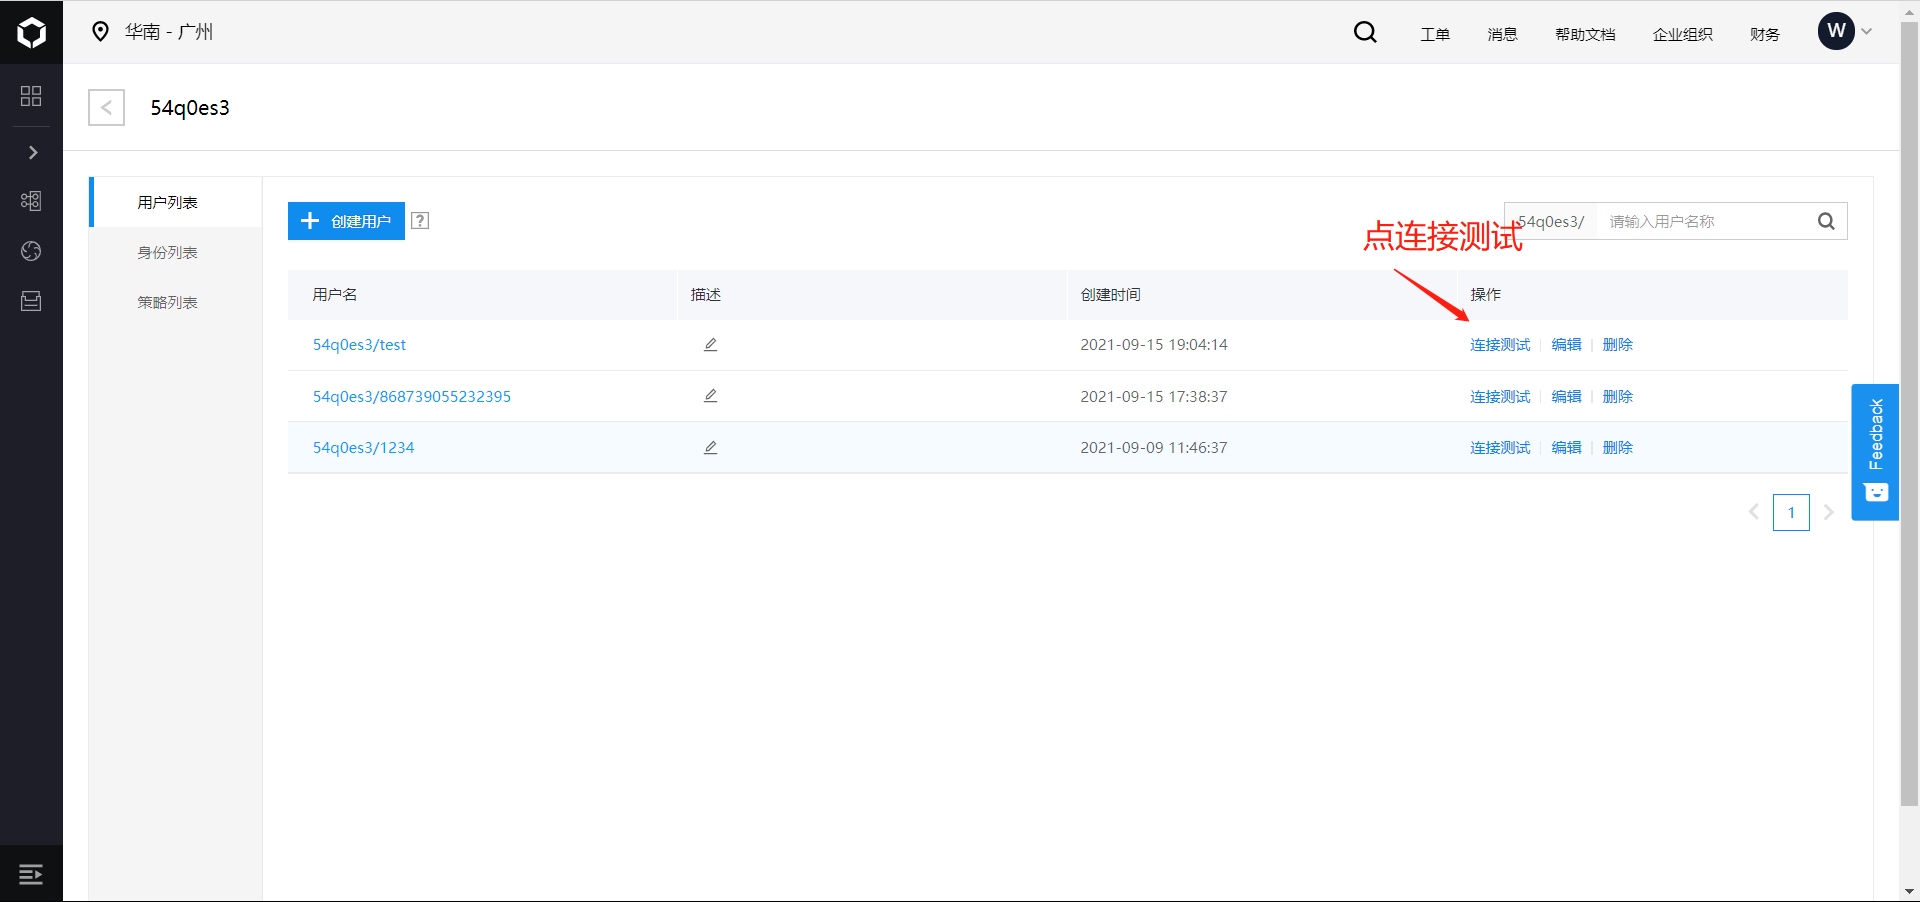 华南 - 广州
工单
消息
帮助文档
企业组织
财务
W
54q0es3
用户列表
身份列表
策略列表
创建用户
?
54q0es3/
请输入用户名称
点连接测试
用户名
描述
创建时间
操作
54q0es3/test
2021-09-15 19:04:14
连接测试 | 编辑 | 删除
54q0es3/868739055232395
2021-09-15 17:38:37
连接测试 | 编辑 | 删除
54q0es3/1234
2021-09-09 11:46:37
连接测试 | 编辑 | 删除
Feedback
1